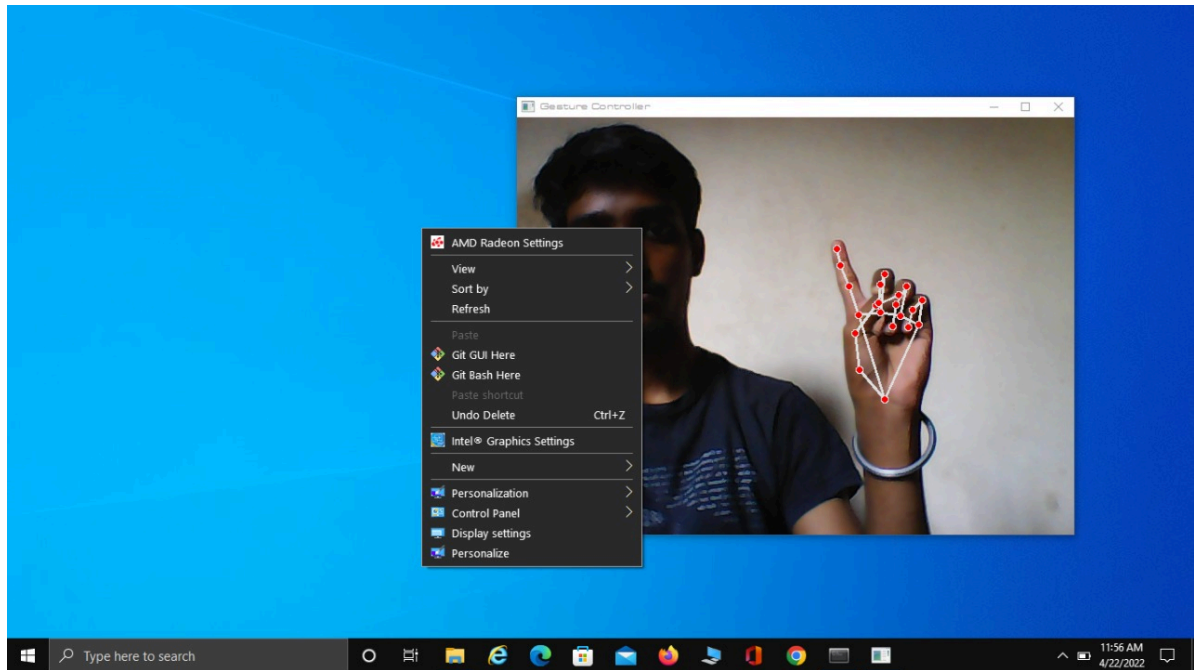 Gesture Controller
AMD Radeon Settings
View
Sort by
Refresh
Paste
Git GUI Here
Git Bash Here
Paste shortcut
Undo Delete Ctrl+Z
Intel® Graphics Settings
New
Personalization
Control Panel
Display settings
Personalize
Type here to search
11:56 AM
4/22/2022